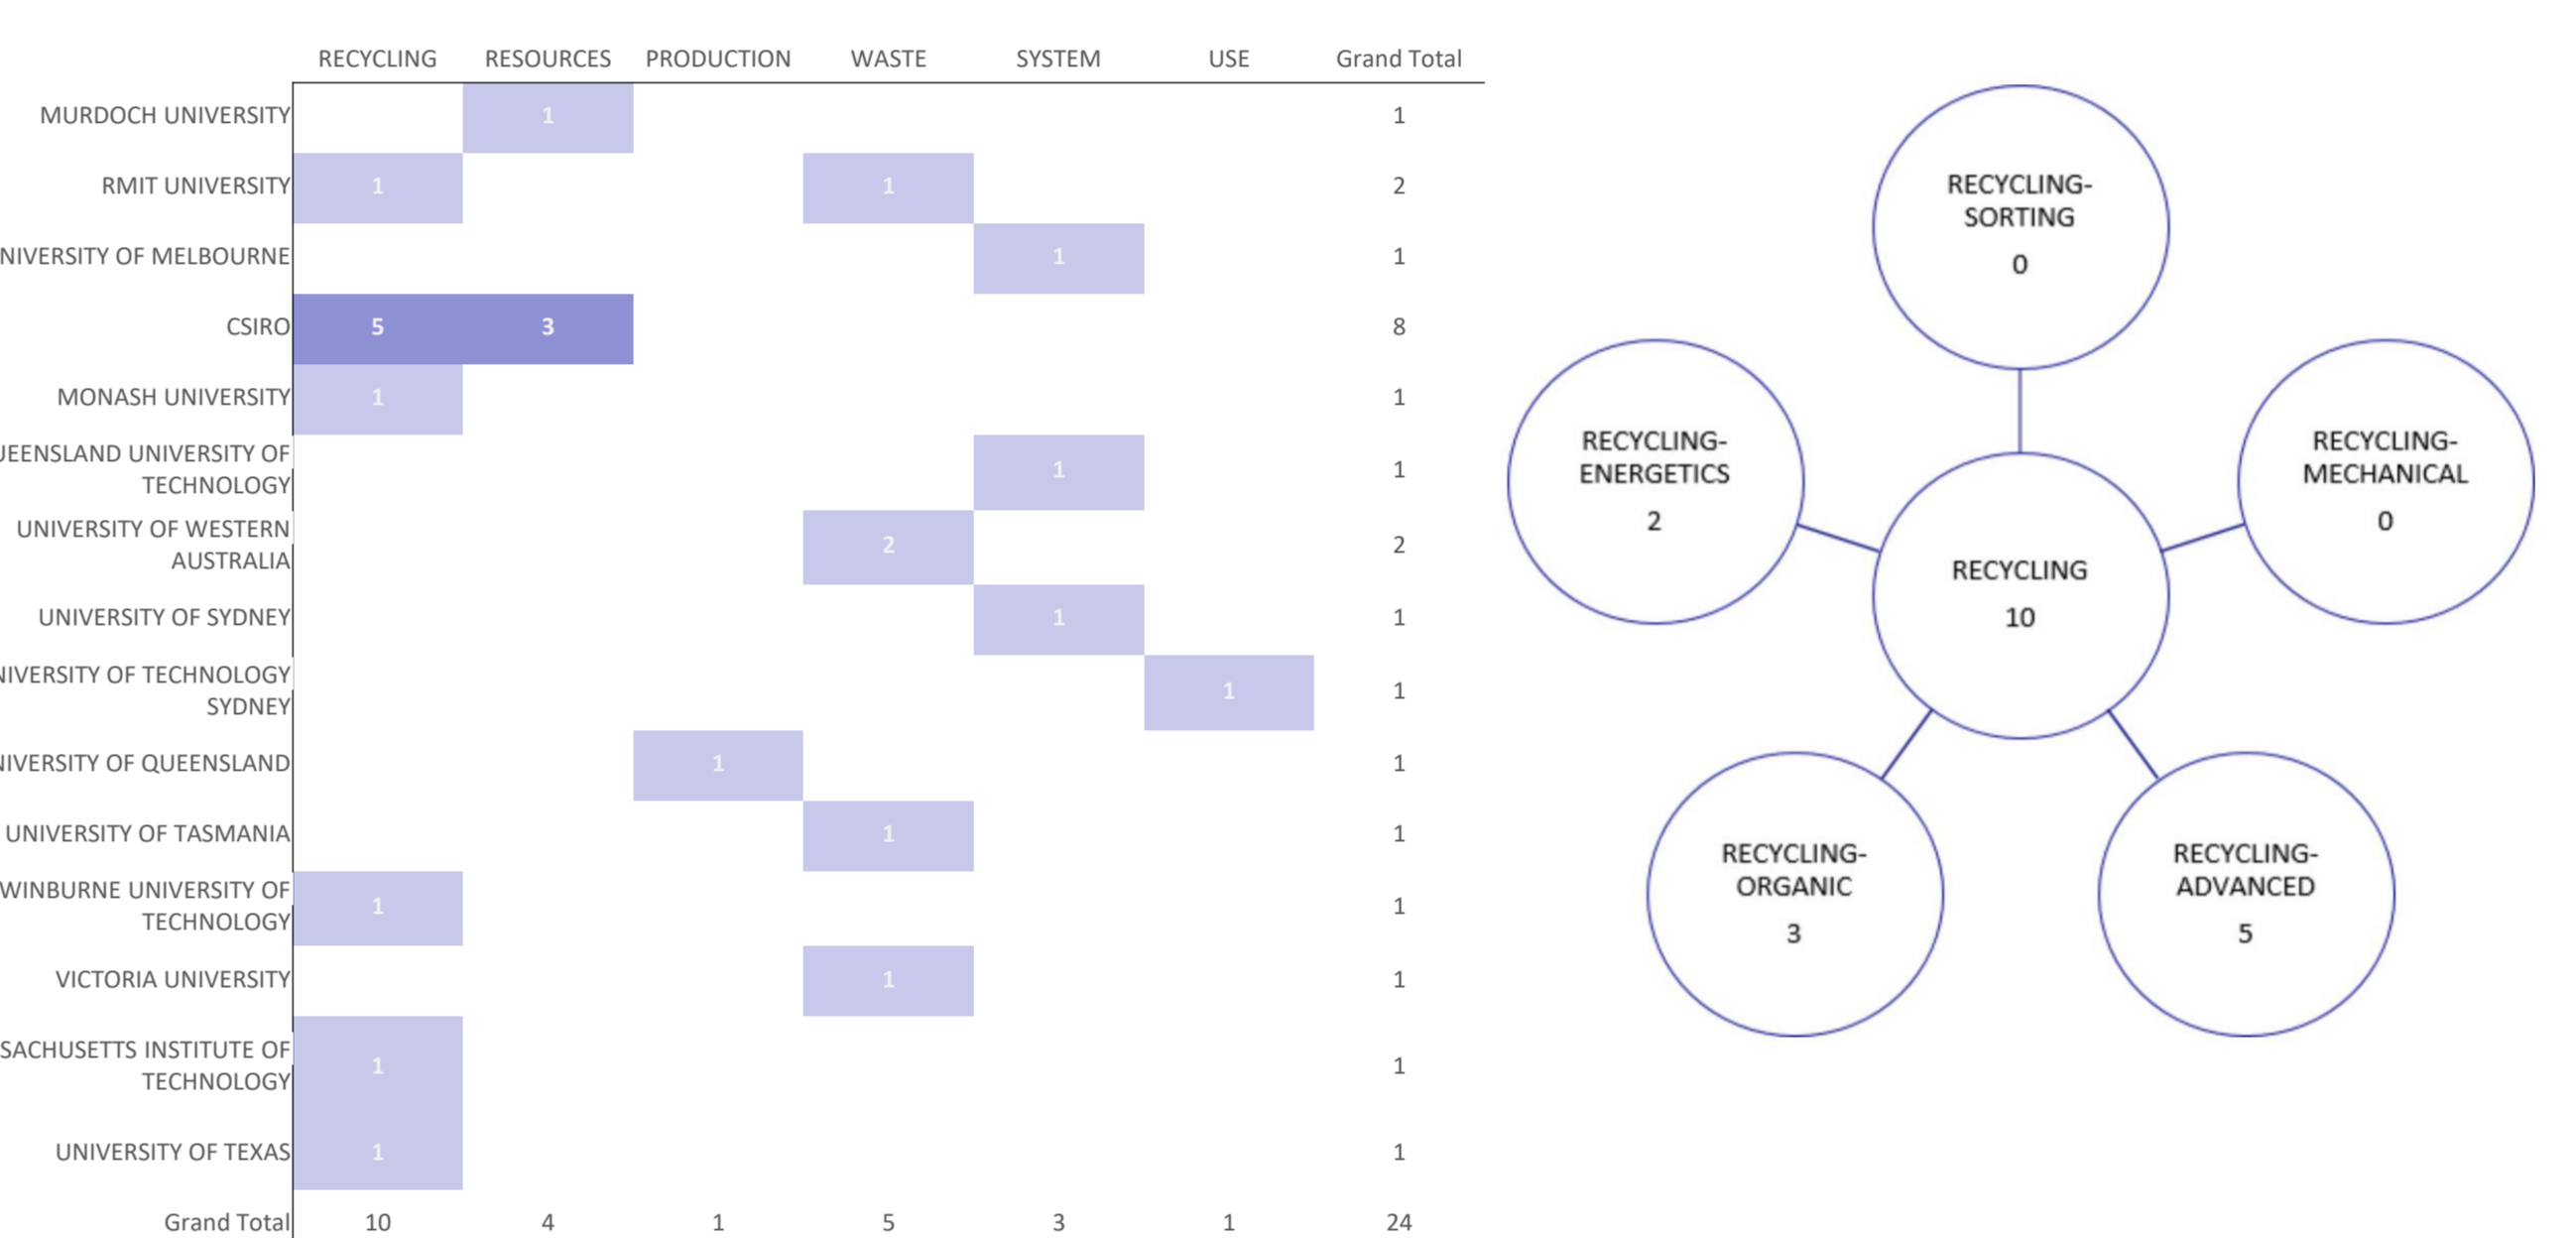 RECYCLING RESOURCES PRODUCTION WASTE SYSTEM USE Grand Total
MURDOCH UNIVERSITY 1 1
RMIT UNIVERSITY 1 1 2
NIVERSITY OF MELBOURNE 1 1
CSIRO 5 3 8
MONASH UNIVERSITY 1 1
UEENSLAND UNIVERSITY OF
TECHNOLOGY 1 1
UNIVERSITY OF WESTERN
AUSTRALIA 2 2
UNIVERSITY OF SYDNEY 1 1
NIVERSITY OF TECHNOLOGY
SYDNEY 1 1
NIVERSITY OF QUEENSLAND 1 1
UNIVERSITY OF TASMANIA 1 1
WINBURNE UNIVERSITY OF
TECHNOLOGY 1 1
VICTORIA UNIVERSITY 1 1
SACHUSETTS INSTITUTE OF
TECHNOLOGY 1 1
UNIVERSITY OF TEXAS 1 1
Grand Total 10 4 1 5 3 1 24
RECYCLING-
SORTING
0
RECYCLING-
ENERGETICS
2
RECYCLING-
MECHANICAL
0
RECYCLING
10
RECYCLING-
ORGANIC
3
RECYCLING-
ADVANCED
5